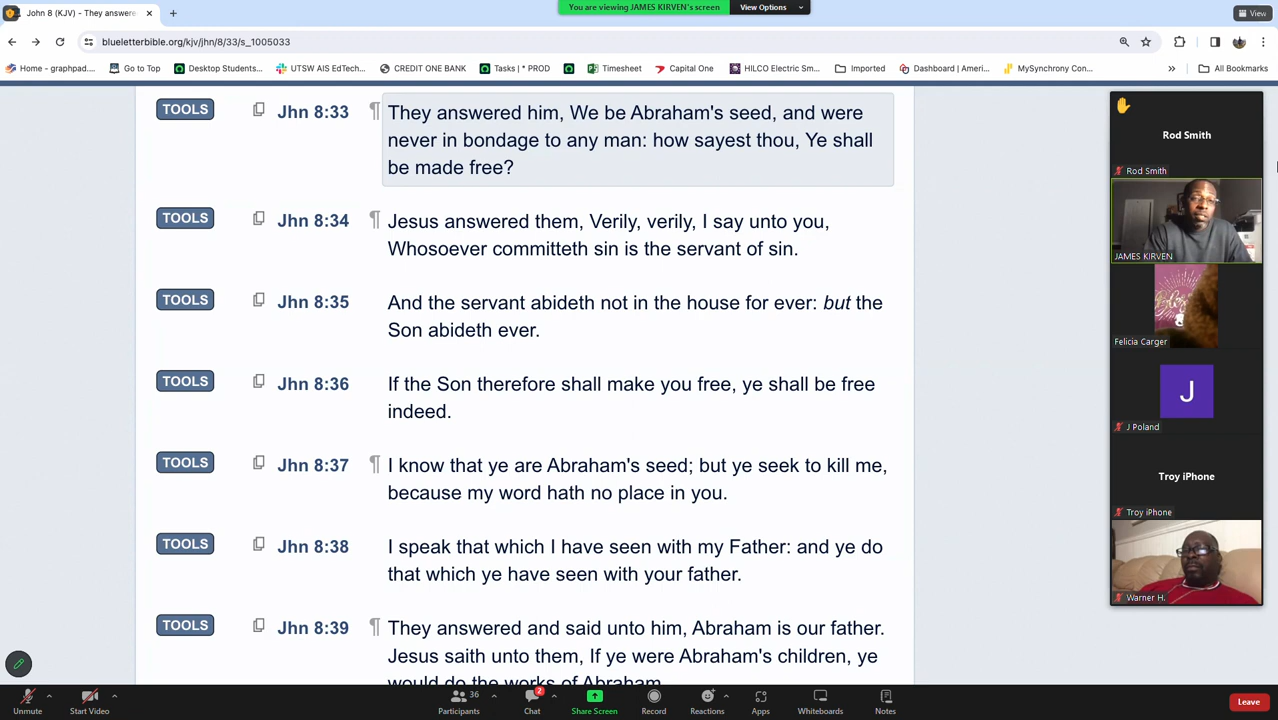 John 8 (KJV) - They answere
You are viewing JAMES KIRVEN's screen
View Options
View
blueletterbible.org/kjv/jhn/8/33/s_1005033
Home - graphpad....
Go to Top
Desktop Students...
UTSW AIS EdTech...
CREDIT ONE BANK
Tasks | * PROD
Timesheet
Capital One
HILCO Electric Sm...
Imported
Dashboard | Ameri...
MySynchrony Con...
»
All Bookmarks
TOOLS Jhn 8:33 ¶ They answered him, We be Abraham's seed, and were
never in bondage to any man: how sayest thou, Ye shall
be made free?
TOOLS Jhn 8:34 ¶ Jesus answered them, Verily, verily, I say unto you,
Whosoever committeth sin is the servant of sin.
TOOLS Jhn 8:35 And the servant abideth not in the house for ever: but the
Son abideth ever.
TOOLS Jhn 8:36 If the Son therefore shall make you free, ye shall be free
indeed.
TOOLS Jhn 8:37 ¶ I know that ye are Abraham's seed; but ye seek to kill me,
because my word hath no place in you.
TOOLS Jhn 8:38 I speak that which I have seen with my Father: and ye do
that which ye have seen with your father.
TOOLS Jhn 8:39 ¶ They answered and said unto him, Abraham is our father.
Jesus saith unto them, If ye were Abraham's children, ye
would do the works of Abraham.
Rod Smith
Rod Smith
JAMES KIRVEN
Felicia Carger
J
J Poland
Troy iPhone
Troy iPhone
Warner H.
Unmute
Start Video
Participants
36
Chat
2
Share Screen
Record
Reactions
Apps
Whiteboards
Notes
Leave